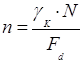 n = γ_K · N / F_d